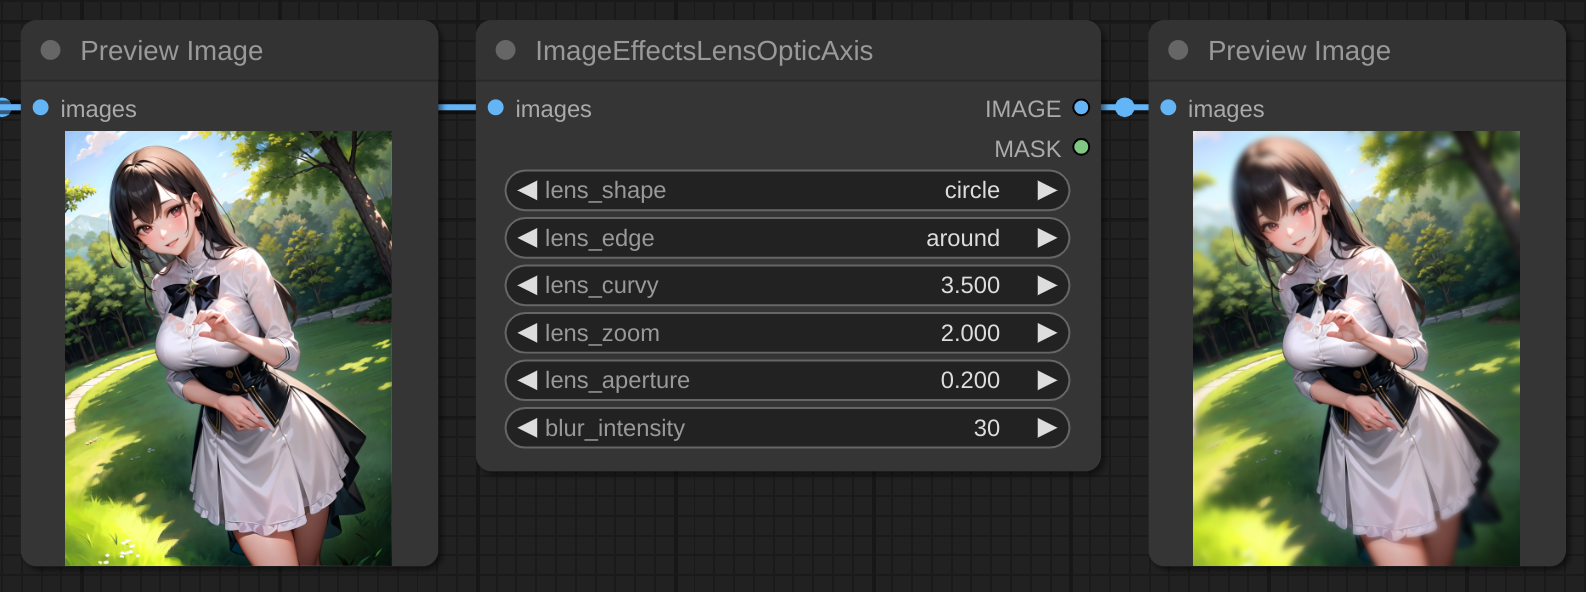 Preview Image
images
ImageEffectsLensOpticAxis
images
IMAGE
MASK
lens_shape circle
lens_edge around
lens_curvy 3.500
lens_zoom 2.000
lens_aperture 0.200
blur_intensity 30
Preview Image
images